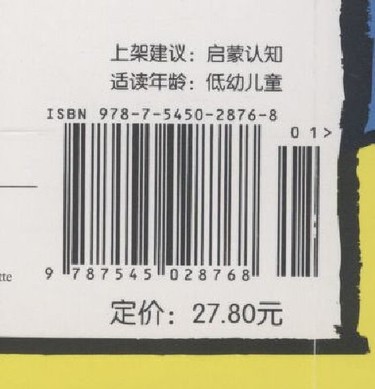 上架建议：启蒙认知
适读年龄：低幼儿童
ISBN 978-7-5450-2876-8
01>
9 787545 028768
tte
定价：27.80元